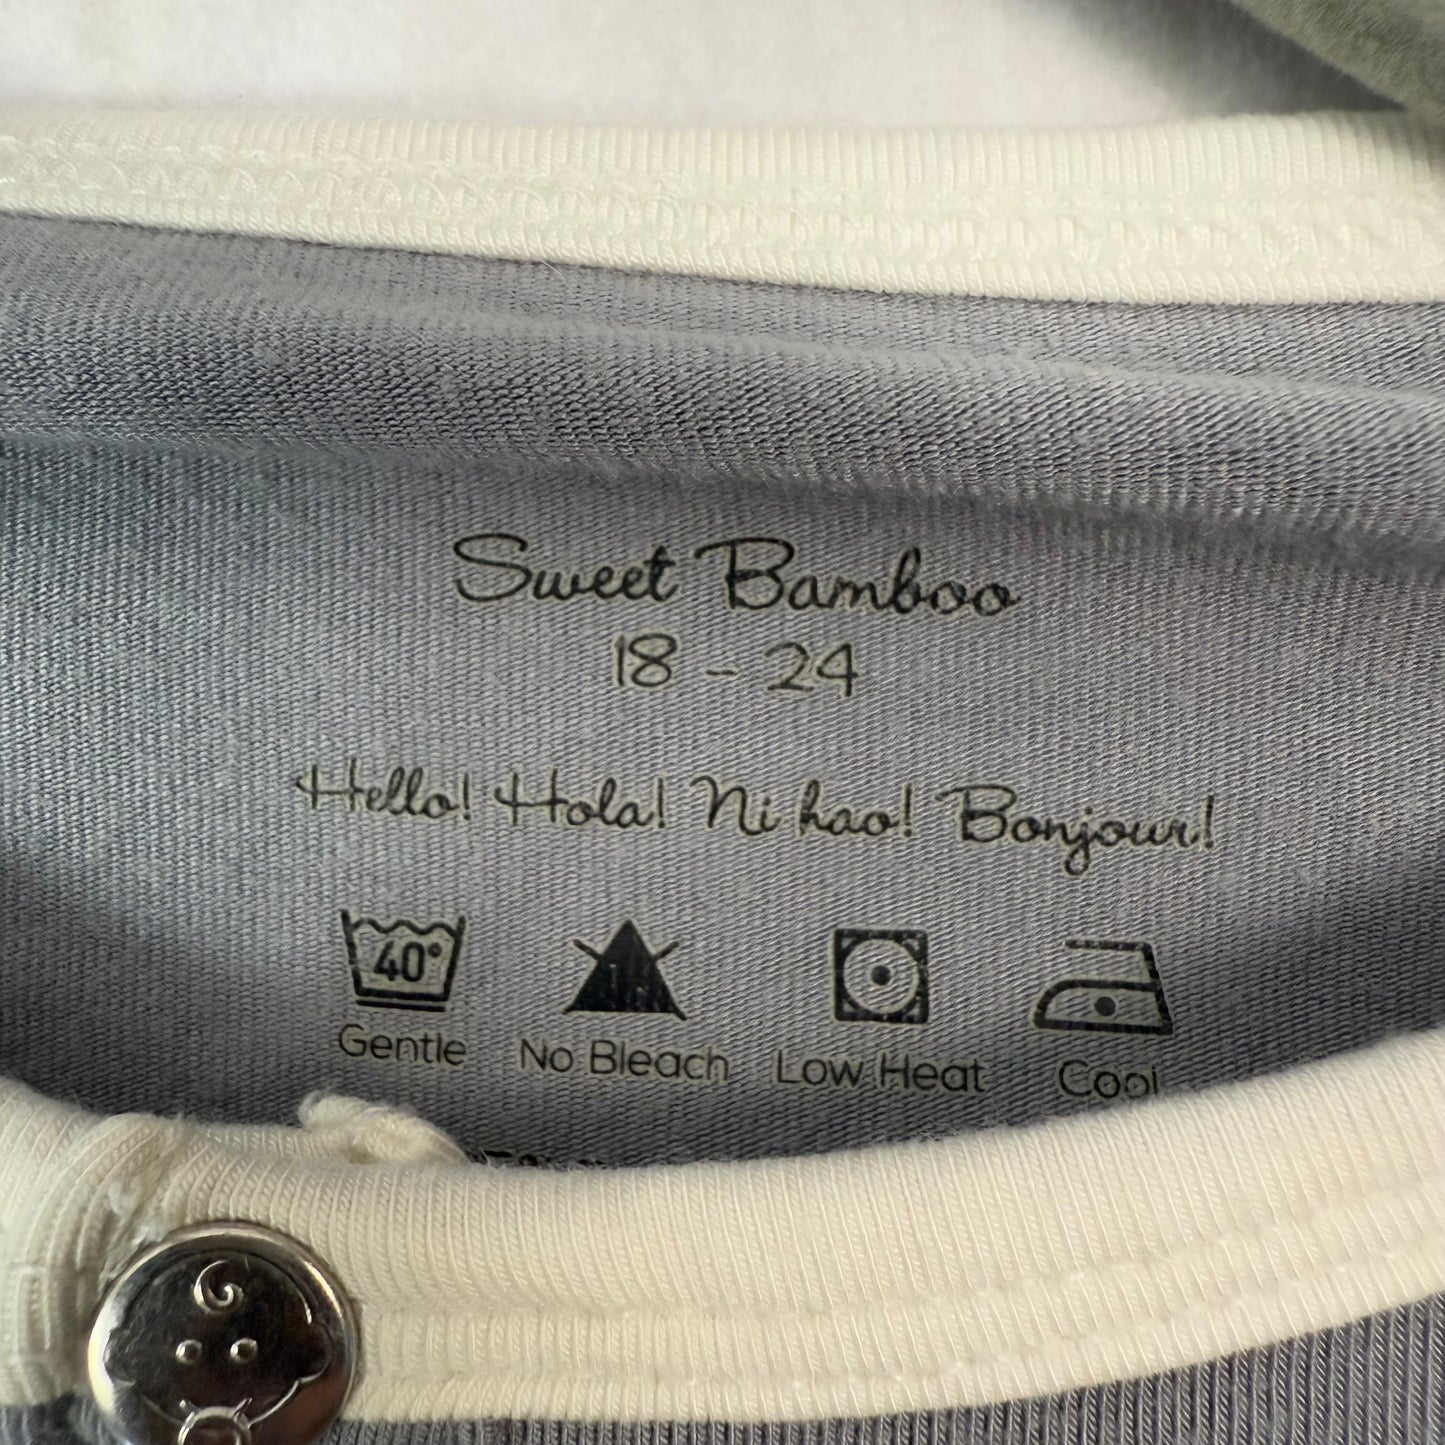 Sweet Bamboo
18 - 24
Hello! Hola! Ni hao! Bonjour!
40°
Gentle No Bleach Low Heat Cool